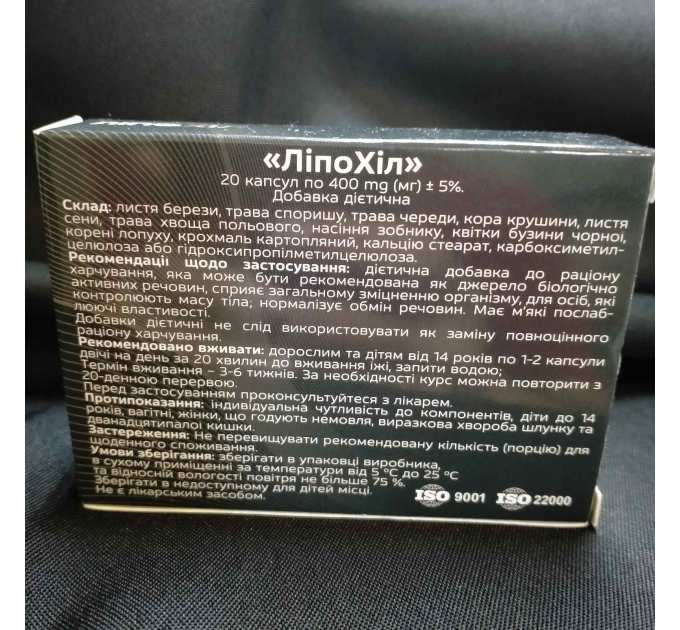 «ЛіпоХіл»
20 капсул по 400 mg (мг) ± 5%.
Добавка дієтична
Склад: листя берези, трава споришу, трава череди, кора крушини, листя
сени, трава хвоща польового, насіння зобнику, квітки бузини чорної,
корені лопуху, крохмаль картопляний, кальцію стеарат, карбоксиметил-
целюлоза або гідроксипропілметилцелюлоза.
Рекомендації щодо застосування: дієтична добавка до раціону
харчування, яка може бути рекомендована як джерело біологічно
активних речовин, сприяє загальному зміцненню організму, для осіб, які
контролюють масу тіла; нормалізує обмін речовин. Має м'які послаб-
люючі властивості.
Добавки дієтичні не слід використовувати як заміну повноцінного
раціону харчування.
Рекомендовано вживати: дорослим та дітям від 14 років по 1-2 капсули
двічі на день за 20 хвилин до вживання їжі, запити водою;
Термін вживання – 3-6 тижнів. За необхідності курс можна повторити з
20-денною перервою.
Перед застосуванням проконсультуйтеся з лікарем.
Протипоказання: індивідуальна чутливість до компонентів, діти до 14
років, вагітні, жінки, що годують немовля, виразкова хвороба шлунку та
дванадцятипалої кишки.
Застереження: Не перевищувати рекомендовану кількість (порцію) для
щоденного споживання.
Умови зберігання: зберігати в упаковці виробника,
в сухому приміщенні за температури від 5 °C до 25 °C
та відносній вологості повітря не більше 75 %.
Зберігати в недоступному для дітей місці.
Не є лікарським засобом.
ISO 9001 ISO 22000